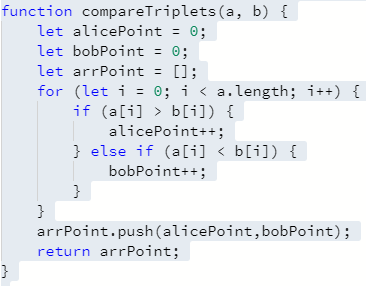 function compareTriplets(a, b) {
    let alicePoint = 0;
    let bobPoint = 0;
    let arrPoint = [];
    for (let i = 0; i < a.length; i++) {
        if (a[i] > b[i]) {
            alicePoint++;
        } else if (a[i] < b[i]) {
            bobPoint++;
        }
    }
    arrPoint.push(alicePoint,bobPoint);
    return arrPoint;
}